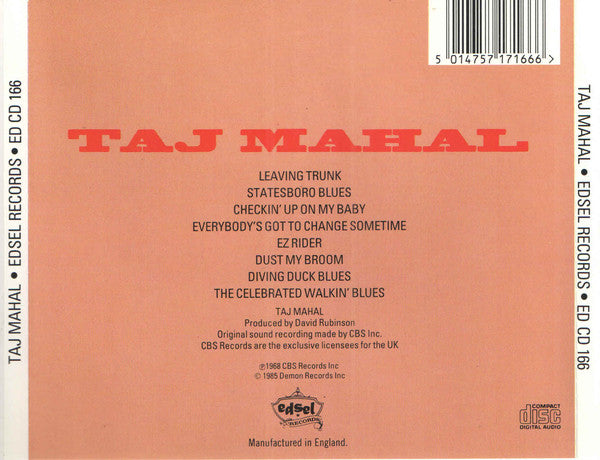 5 014757 171666 >
TAJ MAHAL
LEAVING TRUNK
STATESBORO BLUES
CHECKIN' UP ON MY BABY
EVERYBODY'S GOT TO CHANGE SOMETIME
EZ RIDER
DUST MY BROOM
DIVING DUCK BLUES
THE CELEBRATED WALKIN' BLUES
TAJ MAHAL
Produced by David Rubinson
Original sound recording made by CBS Inc.
CBS Records are the exclusive licensees for the UK
℗1968 CBS Records Inc
© 1985 Demon Records Inc
edsel
RECORDS
Manufactured in England.
COMPACT
disc
DIGITAL AUDIO
TAJ MAHAL • EDSEL RECORDS • ED CD 166
TAJ MAHAL • EDSEL RECORDS • ED CD 166